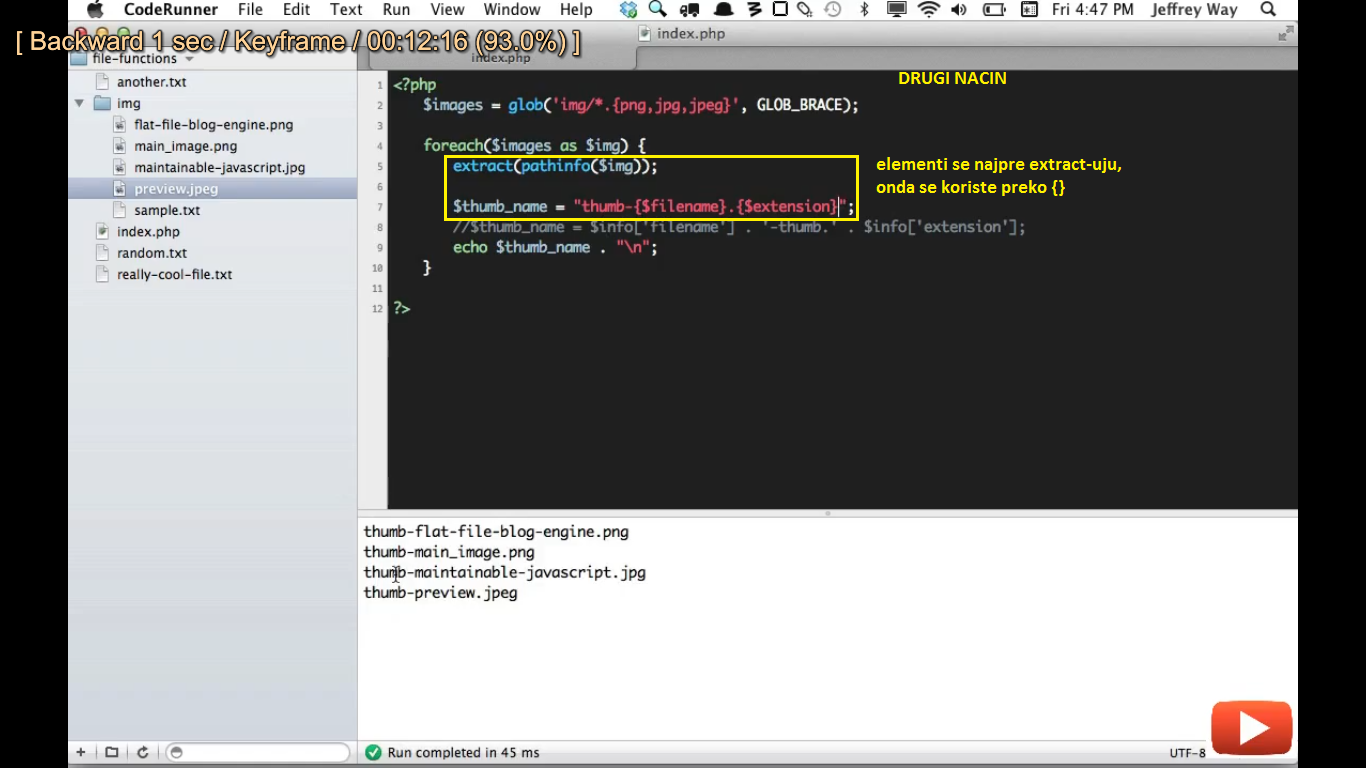 CodeRunner File Edit Text Run View Window Help Fri 4:47 PM Jeffrey Way
[ Backward 1 sec / Keyframe / 00:12:16 (93.0%) ]
index.php
file-functions
index.php
another.txt
img
flat-file-blog-engine.png
main_image.png
maintainable-javascript.jpg
preview.jpeg
sample.txt
index.php
random.txt
really-cool-file.txt
DRUGI NACIN
1 <?php
2 $images = glob('img/*.{png,jpg,jpeg}', GLOB_BRACE);
3
4 foreach($images as $img) {
5 extract(pathinfo($img));
6
7 $thumb_name = "thumb-{$filename}.{$extension}";
8 //$thumb_name = $info['filename'] . '-thumb.' . $info['extension'];
9 echo $thumb_name . "\n";
10 }
11
12 ?>
elementi se najpre extract-uju,
onda se koriste preko {}
thumb-flat-file-blog-engine.png
thumb-main_image.png
thumb-maintainable-javascript.jpg
thumb-preview.jpeg
Run completed in 45 ms
UTF-8